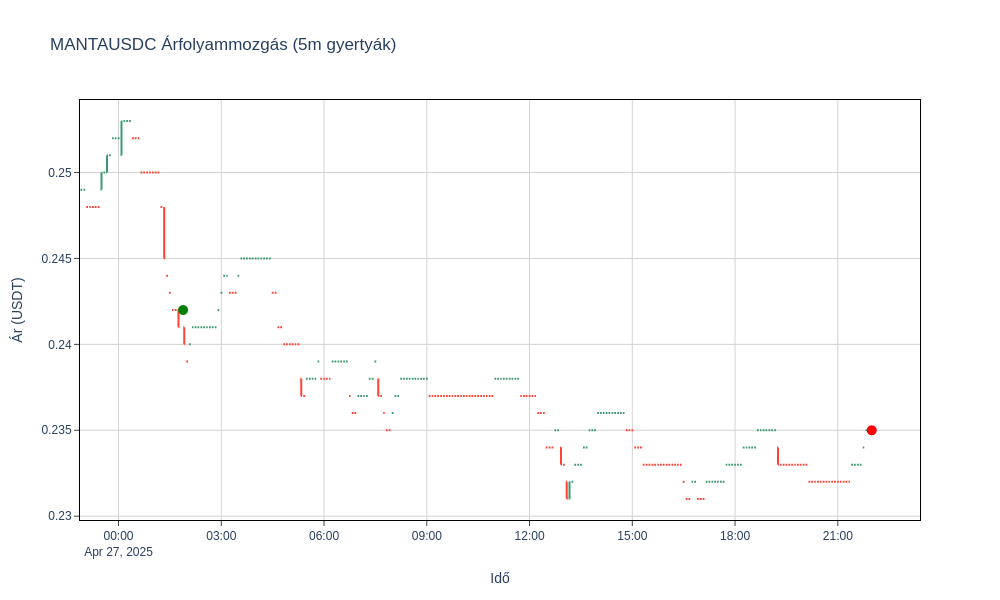 MANTAUSDC Árfolyammozgás (5m gyertyák)
0.25
0.245
0.24
0.235
0.23
Ár (USDT)
00:00 03:00 06:00 09:00 12:00 15:00 18:00 21:00
Apr 27, 2025
Idő